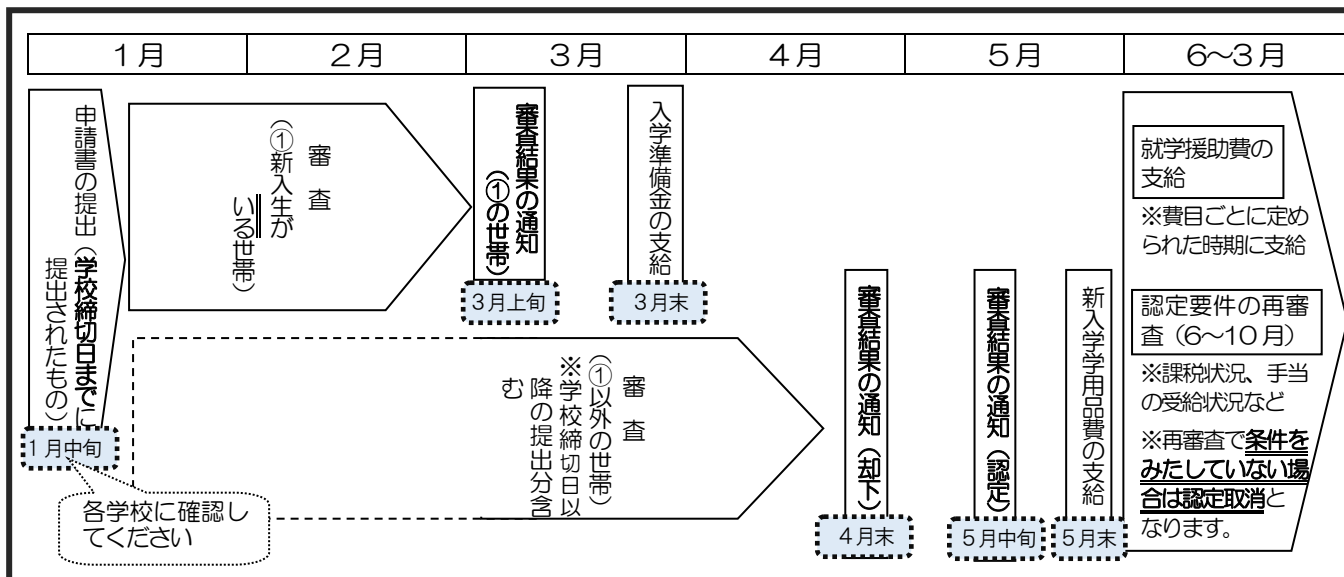 1月
2月
3月
4月
5月
6～3月
申請書の提出（学校締切日までに
提出されたもの）
1月中旬
各学校に確認し
てください
審　査
（①新入生が
いる世帯）
審査結果の通知
（①の世帯）
3月上旬
入学準備金の支給
3月末
審　査
（①以外の世帯）
※学校締切日以
降の提出分含
む
審査結果の通知（却下）
4月末
審査結果の通知（認定）
5月中旬
新入学学用品費の支給
5月末
就学援助費の
支給
※費目ごとに定め
られた時期に支給
認定要件の再審
査（6～10月）
※課税状況、手当
の受給状況など
※再審査で条件を
みたしていない場
合は認定取消と
なります。